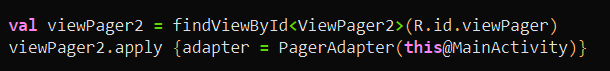 val viewPager2 = findViewById<ViewPager2>(R.id.viewPager)
viewPager2.apply {adapter = PagerAdapter(this@MainActivity)}